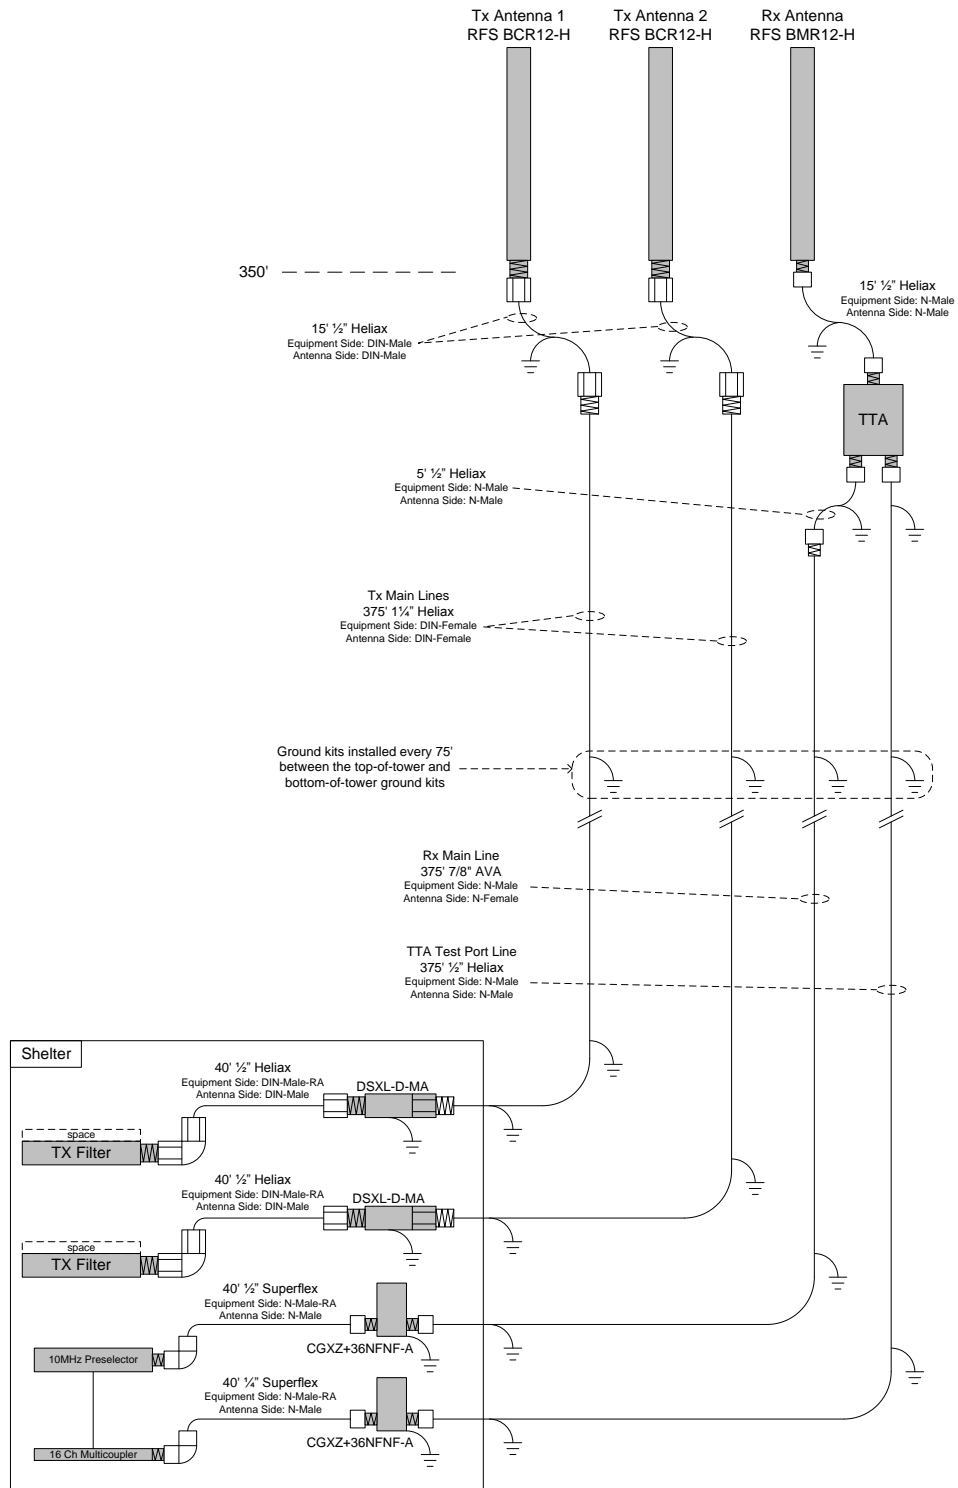 Tx Antenna 1
RFS BCR12-H
Tx Antenna 2
RFS BCR12-H
Rx Antenna
RFS BMR12-H
350'
15' ½” Heliax
Equipment Side: DIN-Male
Antenna Side: DIN-Male
15' ½” Heliax
Equipment Side: N-Male
Antenna Side: N-Male
TTA
5' ½” Heliax
Equipment Side: N-Male
Antenna Side: N-Male
Tx Main Lines
375' 1¼” Heliax
Equipment Side: DIN-Female
Antenna Side: DIN-Female
Ground kits installed every 75'
between the top-of-tower and
bottom-of-tower ground kits
Rx Main Line
375' 7/8" AVA
Equipment Side: N-Male
Antenna Side: N-Female
TTA Test Port Line
375' ½” Heliax
Equipment Side: N-Male
Antenna Side: N-Male
Shelter
40' ½” Heliax
Equipment Side: DIN-Male-RA
Antenna Side: DIN-Male
DSXL-D-MA
space
TX Filter
40' ½” Heliax
Equipment Side: DIN-Male-RA
Antenna Side: DIN-Male
DSXL-D-MA
space
TX Filter
40' ½” Superflex
Equipment Side: N-Male-RA
Antenna Side: N-Male
CGXZ+36NFNF-A
10MHz Preselector
40' ¼” Superflex
Equipment Side: N-Male-RA
Antenna Side: N-Male
CGXZ+36NFNF-A
16 Ch Multicoupler